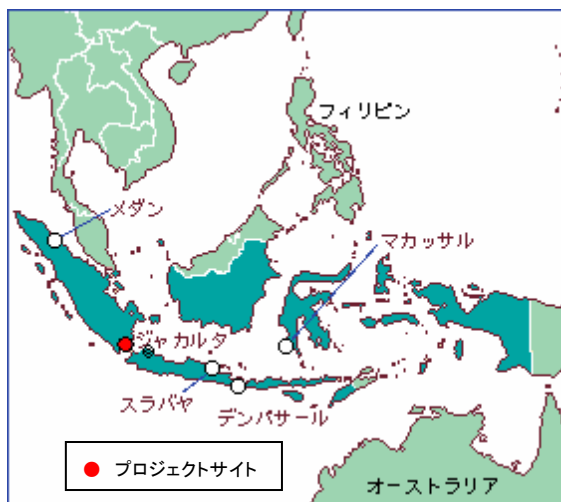 フィリピン
メダン
マカッサル
ジャカルタ
スラバヤ
デンパサール
プロジェクトサイト
オーストラリア